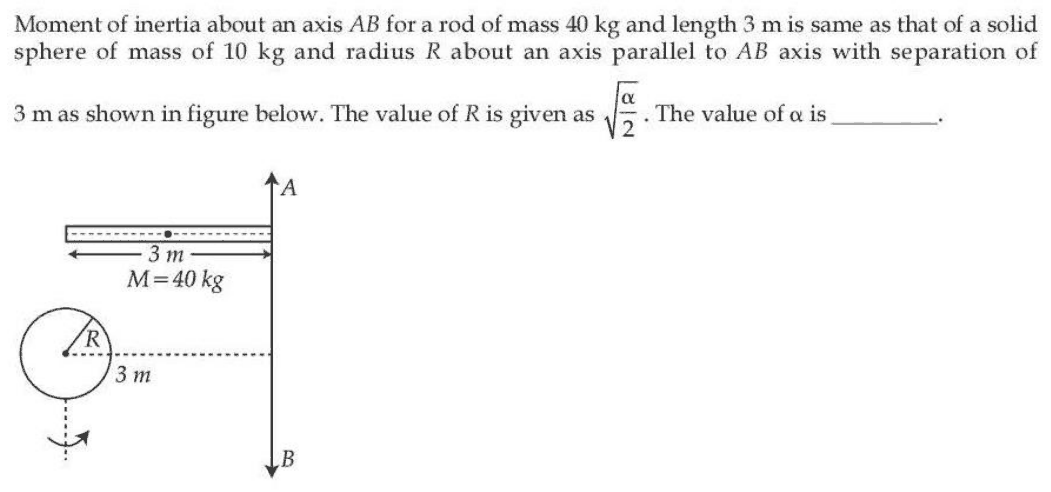 Moment of inertia about an axis AB for a rod of mass 40 kg and length 3 m is same as that of a solid
sphere of mass of 10 kg and radius R about an axis parallel to AB axis with separation of
3 m as shown in figure below. The value of R is given as √(α/2). The value of α is ________.
A
3 m
M = 40 kg
R
3 m
B